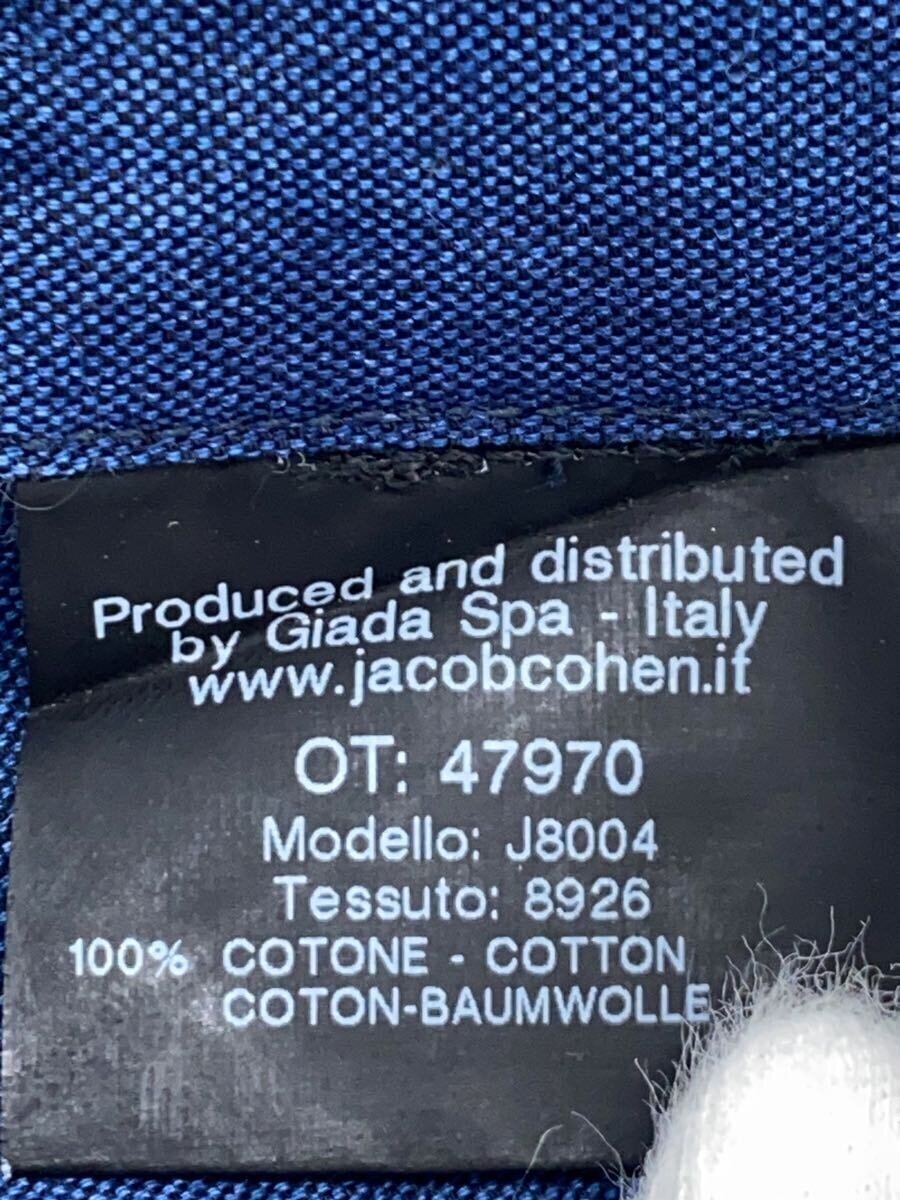 Produced and distributed
by Giada Spa - Italy
www.jacobcohen.it
OT: 47970
Modello: J8004
Tessuto: 8926
100% COTONE - COTTON
COTON-BAUMWOLLE